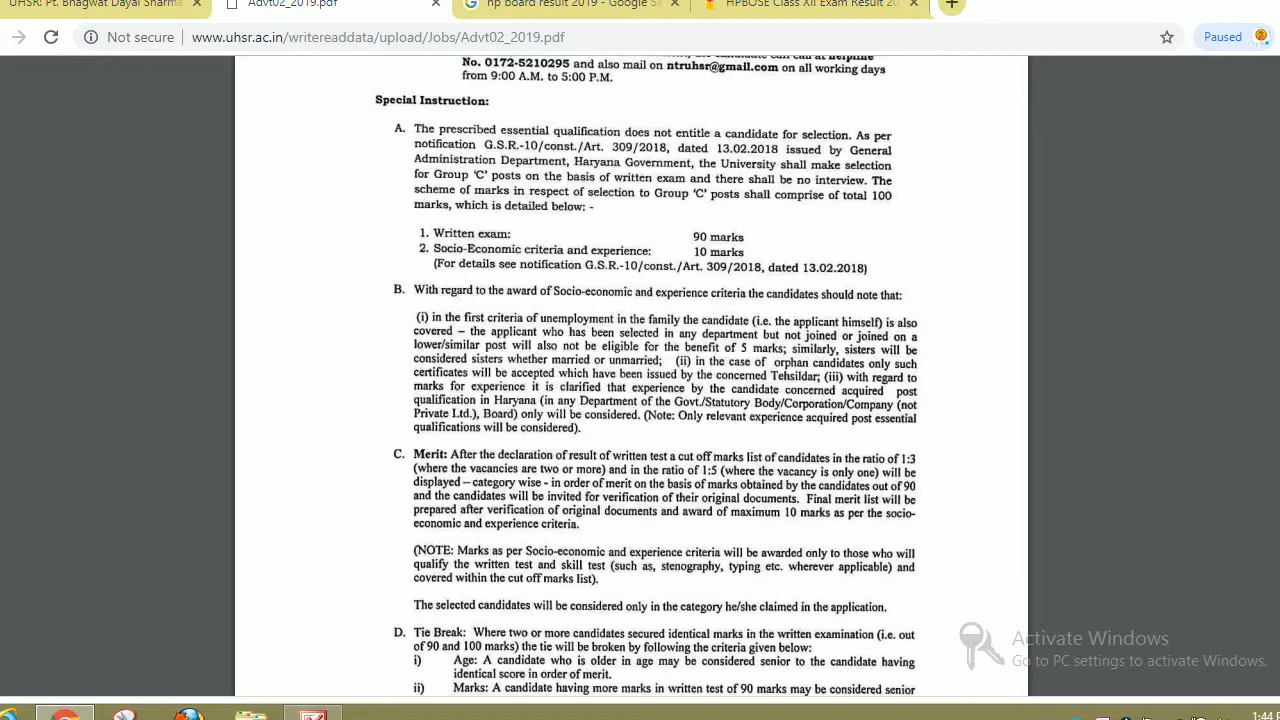 UHSR: Pt. Bhagwat Dayal Sharma
Advt02_2019.pdf
hp board result 2019 - Google Se
HPBOSE Class XII Exam Result 20
Not secure
www.uhsr.ac.in/writereaddata/upload/Jobs/Advt02_2019.pdf
Paused
No. 0172-5210295 and also mail on ntruhsr@gmail.com on all working days
from 9:00 A.M. to 5:00 P.M.
Special Instruction:
A. The prescribed essential qualification does not entitle a candidate for selection. As per
notification G.S.R.-10/const./Art. 309/2018, dated 13.02.2018 issued by General
Administration Department, Haryana Government, the University shall make selection
for Group 'C' posts on the basis of written exam and there shall be no interview. The
scheme of marks in respect of selection to Group 'C' posts shall comprise of total 100
marks, which is detailed below: -
1. Written exam: 90 marks
2. Socio-Economic criteria and experience: 10 marks
(For details see notification G.S.R.-10/const./Art. 309/2018, dated 13.02.2018)
B. With regard to the award of Socio-economic and experience criteria the candidates should note that:
(i) in the first criteria of unemployment in the family the candidate (i.e. the applicant himself) is also
covered – the applicant who has been selected in any department but not joined or joined on a
lower/similar post will also not be eligible for the benefit of 5 marks; similarly, sisters will be
considered sisters whether married or unmarried; (ii) in the case of orphan candidates only such
certificates will be accepted which have been issued by the concerned Tehsildar; (iii) with regard to
marks for experience it is clarified that experience by the candidate concerned acquired post
qualification in Haryana (in any Department of the Govt./Statutory Body/Corporation/Company (not
Private Ltd.), Board) only will be considered. (Note: Only relevant experience acquired post essential
qualifications will be considered).
C. Merit: After the declaration of result of written test a cut off marks list of candidates in the ratio of 1:3
(where the vacancies are two or more) and in the ratio of 1:5 (where the vacancy is only one) will be
displayed – category wise - in order of merit on the basis of marks obtained by the candidates out of 90
and the candidates will be invited for verification of their original documents. Final merit list will be
prepared after verification of original documents and award of maximum 10 marks as per the socio-
economic and experience criteria.
(NOTE: Marks as per Socio-economic and experience criteria will be awarded only to those who will
qualify the written test and skill test (such as, stenography, typing etc. wherever applicable) and
covered within the cut off marks list).
The selected candidates will be considered only in the category he/she claimed in the application.
D. Tie Break: Where two or more candidates secured identical marks in the written examination (i.e. out
of 90 and 100 marks) the tie will be broken by following the criteria given below:
i) Age: A candidate who is older in age may be considered senior to the candidate having
identical score in order of merit.
ii) Marks: A candidate having more marks in written test of 90 marks may be considered senior
Activate Windows
Go to PC settings to activate Windows.
1:44